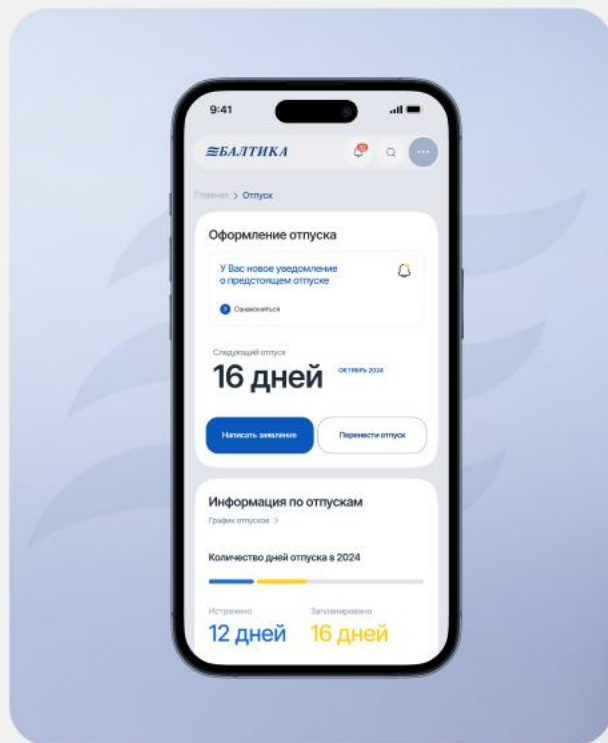 9:41
БАЛТИКА
Главная > Отпуск
Оформление отпуска
У Вас новое уведомление
о предстоящем отпуске
Ознакомиться
Следующий отпуск
16 дней
ОКТЯБРЬ 2024
Написать заявление
Перенести отпуск
Информация по отпускам
График отпусков >
Количество дней отпуска в 2024
Истрачено
Запланировано
12 дней
16 дней